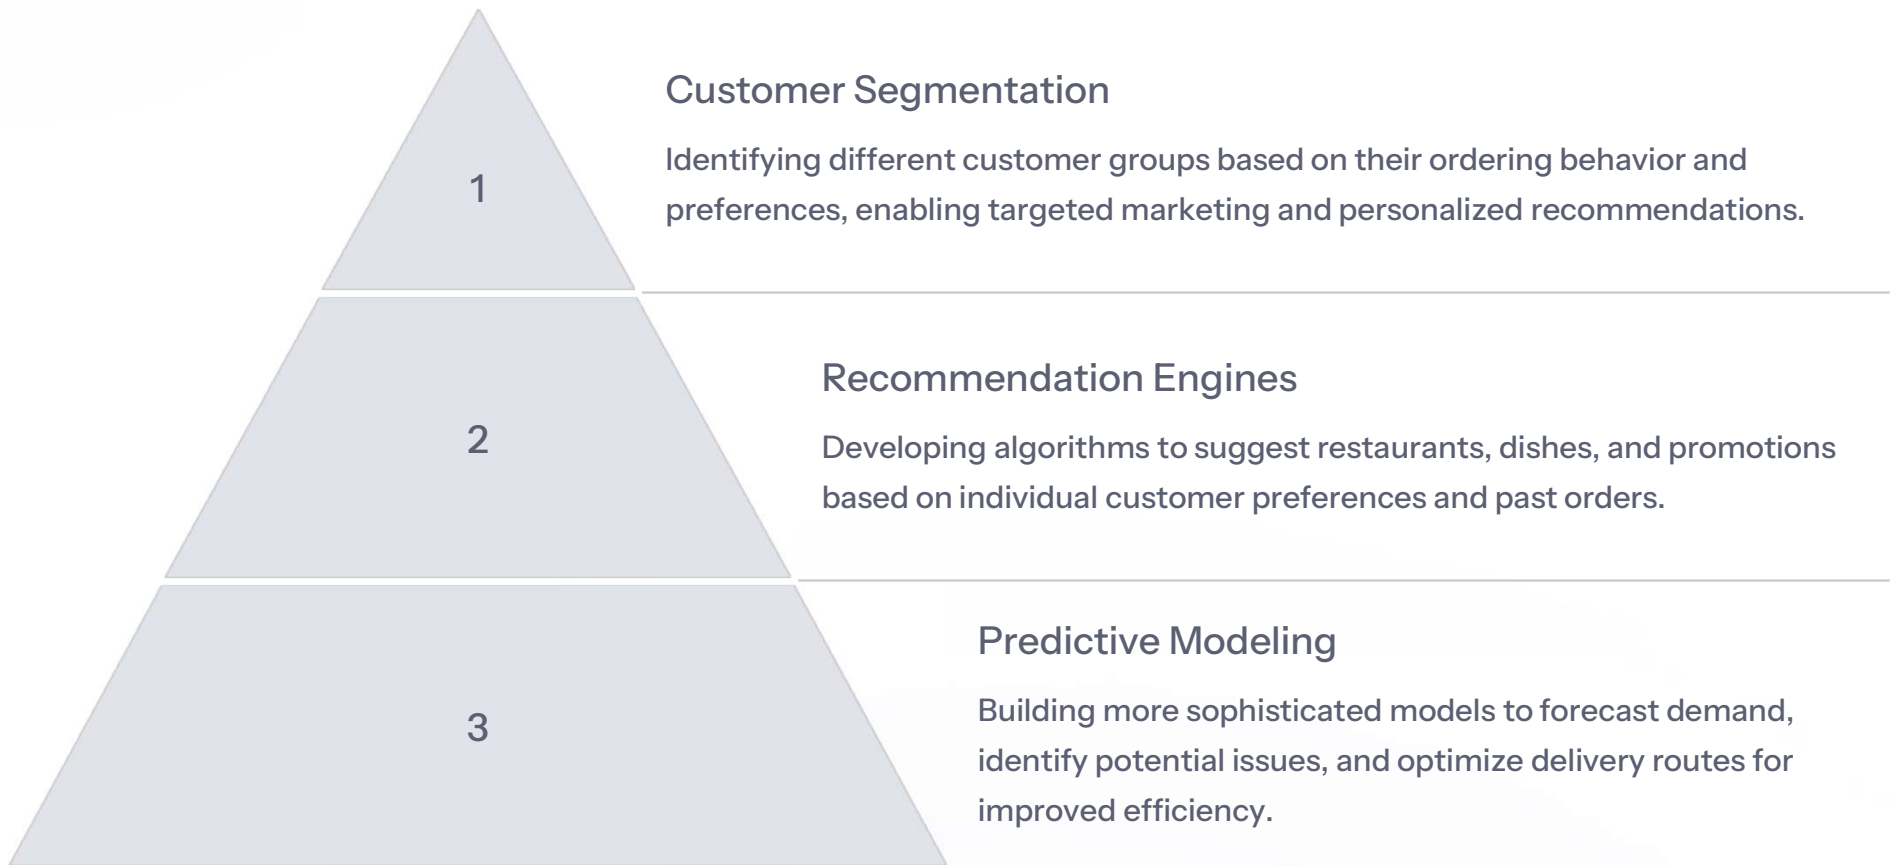 1
Customer Segmentation
Identifying different customer groups based on their ordering behavior and
preferences, enabling targeted marketing and personalized recommendations.
2
Recommendation Engines
Developing algorithms to suggest restaurants, dishes, and promotions
based on individual customer preferences and past orders.
3
Predictive Modeling
Building more sophisticated models to forecast demand,
identify potential issues, and optimize delivery routes for
improved efficiency.